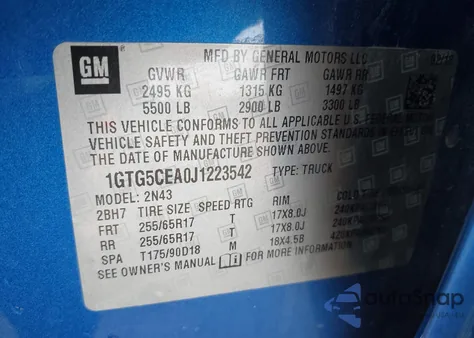 GM
MFD BY GENERAL MOTORS LLC
GVWR GAWR FRT GAWR RR
2495 KG 1315 KG 1497 KG
5500 LB 2900 LB 3300 LB
THIS VEHICLE CONFORMS TO ALL APPLICABLE U.S. FEDERAL MOTOR
VEHICLE SAFETY AND THEFT PREVENTION STANDARDS IN EFFECT ON
THE DATE OF MANUFACTURE SHOWN ABOVE.
1GTG5CEA0J1223542 TYPE: TRUCK
MODEL: 2N43
2BH7 TIRE SIZE SPEED RTG RIM
FRT 255/65R17 T 17X8.0J
RR 255/65R17 T 17X8.0J
SPA T175/90D18 M 18X4.5B
SEE OWNER'S MANUAL FOR MORE INFORMATION
AutoSnap